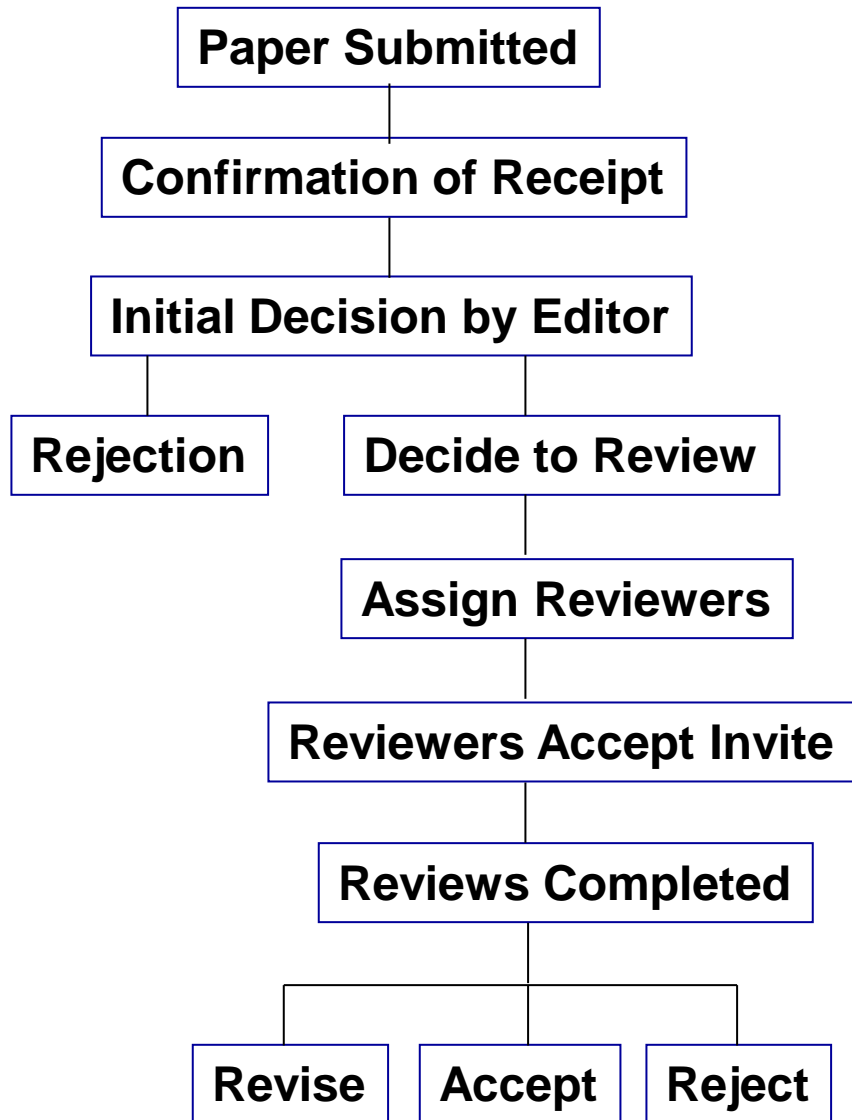 Paper Submitted
Confirmation of Receipt
Initial Decision by Editor
Rejection
Decide to Review
Assign Reviewers
Reviewers Accept Invite
Reviews Completed
Revise
Accept
Reject